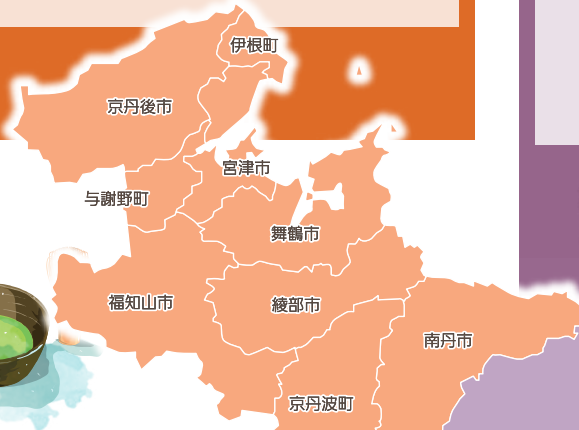 伊根町
京丹後市
宮津市
与謝野町
舞鶴市
福知山市
綾部市
南丹市
京丹波町